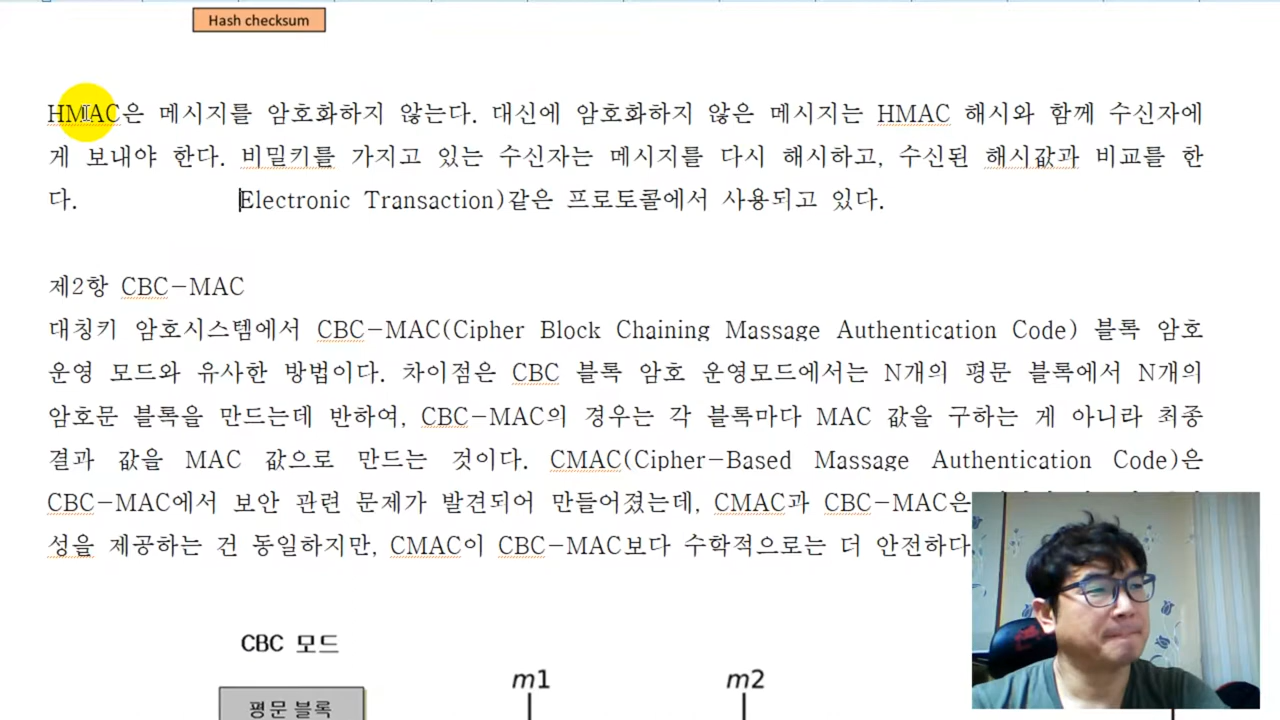 Hash checksum
HMAC은 메시지를 암호화하지 않는다. 대신에 암호화하지 않은 메시지는 HMAC 해시와 함께 수신자에
게 보내야 한다. 비밀키를 가지고 있는 수신자는 메시지를 다시 해시하고, 수신된 해시값과 비교를 한
다. Electronic Transaction)같은 프로토콜에서 사용되고 있다.
제2항 CBC-MAC
대칭키 암호시스템에서 CBC-MAC(Cipher Block Chaining Massage Authentication Code) 블록 암호
운영 모드와 유사한 방법이다. 차이점은 CBC 블록 암호 운영모드에서는 N개의 평문 블록에서 N개의
암호문 블록을 만드는데 반하여, CBC-MAC의 경우는 각 블록마다 MAC 값을 구하는 게 아니라 최종
결과 값을 MAC 값으로 만드는 것이다. CMAC(Cipher-Based Massage Authentication Code)은
CBC-MAC에서 보안 관련 문제가 발견되어 만들어졌는데, CMAC과 CBC-MAC은
성을 제공하는 건 동일하지만, CMAC이 CBC-MAC보다 수학적으로는 더 안전하다
CBC 모드
m1 m2
평문 블록